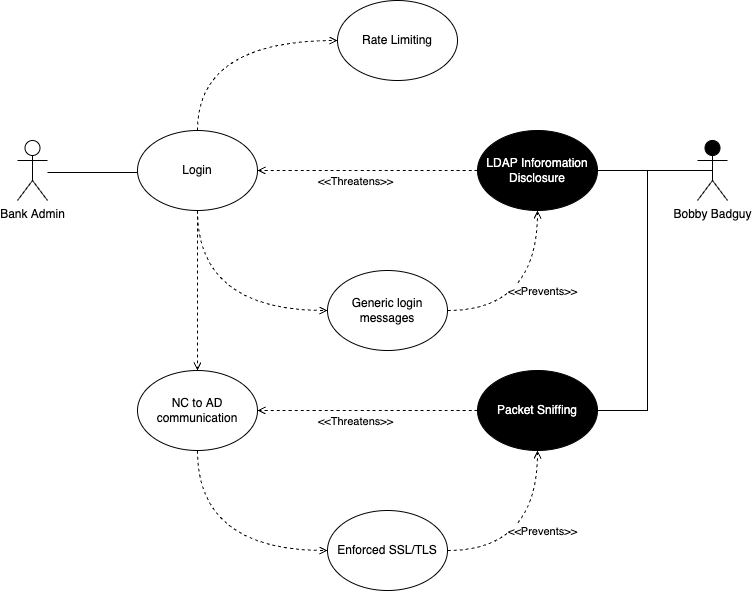 Rate Limiting
Login
LDAP Inforomation
Disclosure
<<Threatens>>
Bank Admin
Bobby Badguy
Generic login
messages
<<Prevents>>
NC to AD
communication
Packet Sniffing
<<Threatens>>
Enforced SSL/TLS
<<Prevents>>